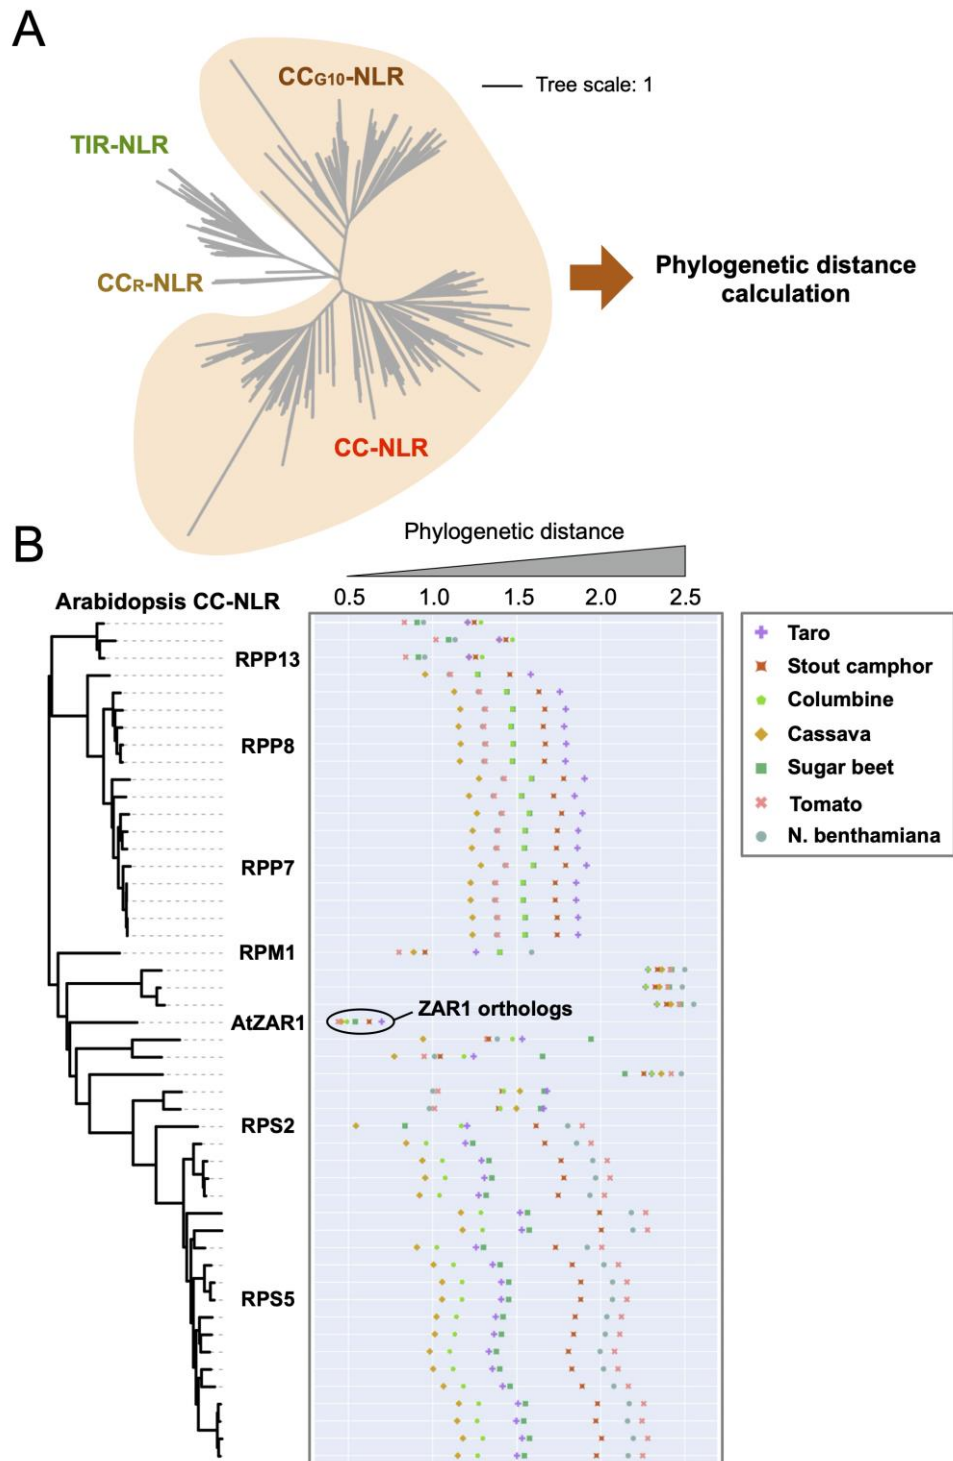 A
CCG10-NLR
Tree scale: 1
TIR-NLR
CCR-NLR
Phylogenetic distance
calculation
CC-NLR
B
Phylogenetic distance
Arabidopsis CC-NLR
0.5 1.0 1.5 2.0 2.5
RPP13
RPP8
RPP7
RPM1
AtZAR1
ZAR1 orthologs
RPS2
RPS5
Taro
Stout camphor
Columbine
Cassava
Sugar beet
Tomato
N. benthamiana